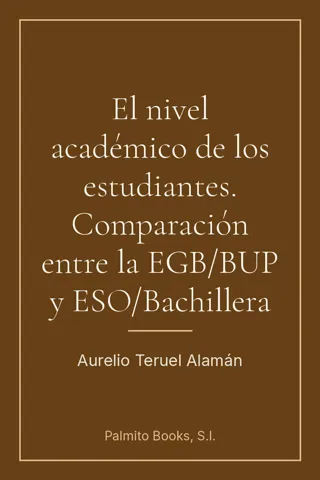 El nivel
académico de los
estudiantes.
Comparación
entre la EGB/BUP
y ESO/Bachillera
Aurelio Teruel Alamán
Palmito Books, S.l.